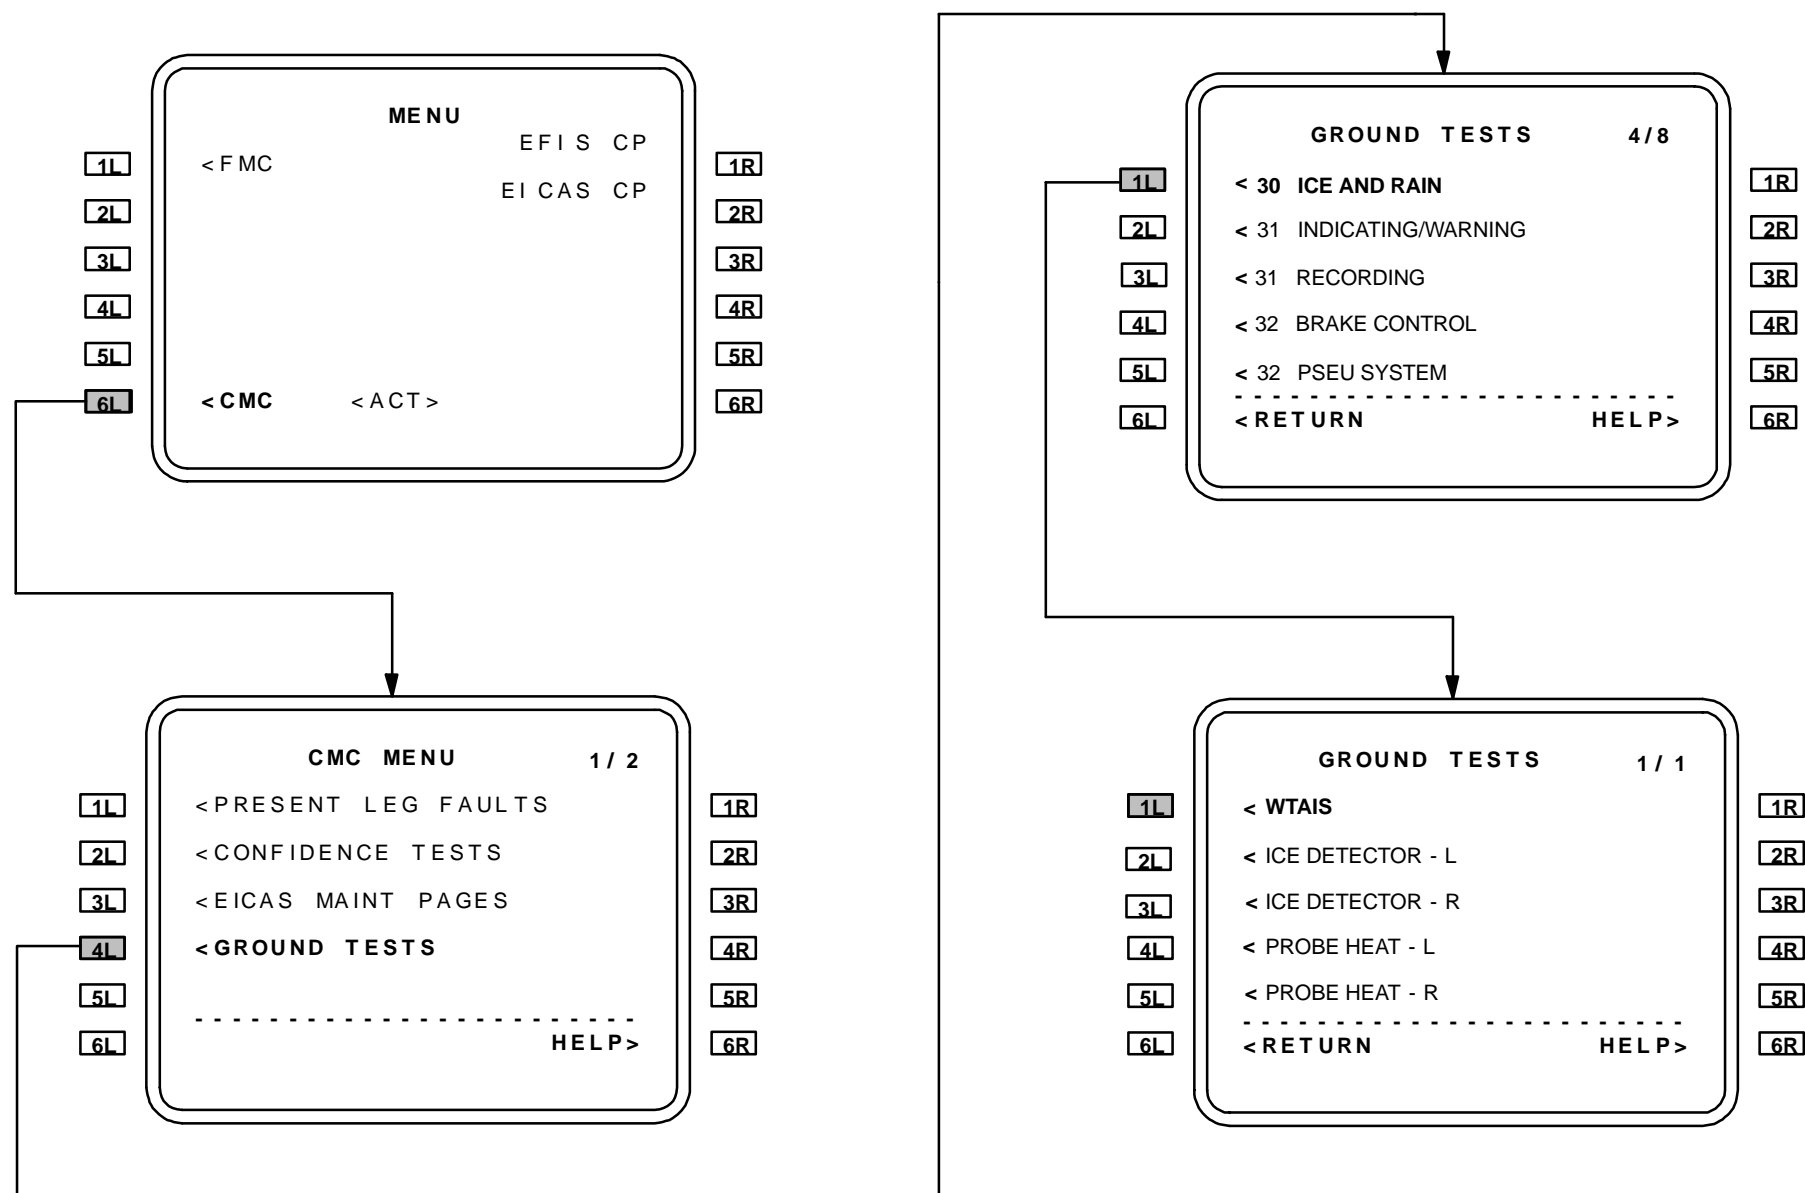 MENU
EFIS CP
1L <FMC 1R
EICAS CP
2L 2R
3L 3R
4L 4R
5L 5R
6L <CMC <ACT> 6R
CMC MENU 1/2
1L <PRESENT LEG FAULTS 1R
2L <CONFIDENCE TESTS 2R
3L <EICAS MAINT PAGES 3R
4L <GROUND TESTS 4R
5L 5R
------------------------
6L HELP> 6R
GROUND TESTS 4/8
1L < 30 ICE AND RAIN 1R
2L < 31 INDICATING/WARNING 2R
3L < 31 RECORDING 3R
4L < 32 BRAKE CONTROL 4R
5L < 32 PSEU SYSTEM 5R
------------------------
6L <RETURN HELP> 6R
GROUND TESTS 1/1
1L < WTAIS 1R
2L < ICE DETECTOR - L 2R
3L < ICE DETECTOR - R 3R
4L < PROBE HEAT - L 4R
5L < PROBE HEAT - R 5R
------------------------
6L <RETURN HELP> 6R